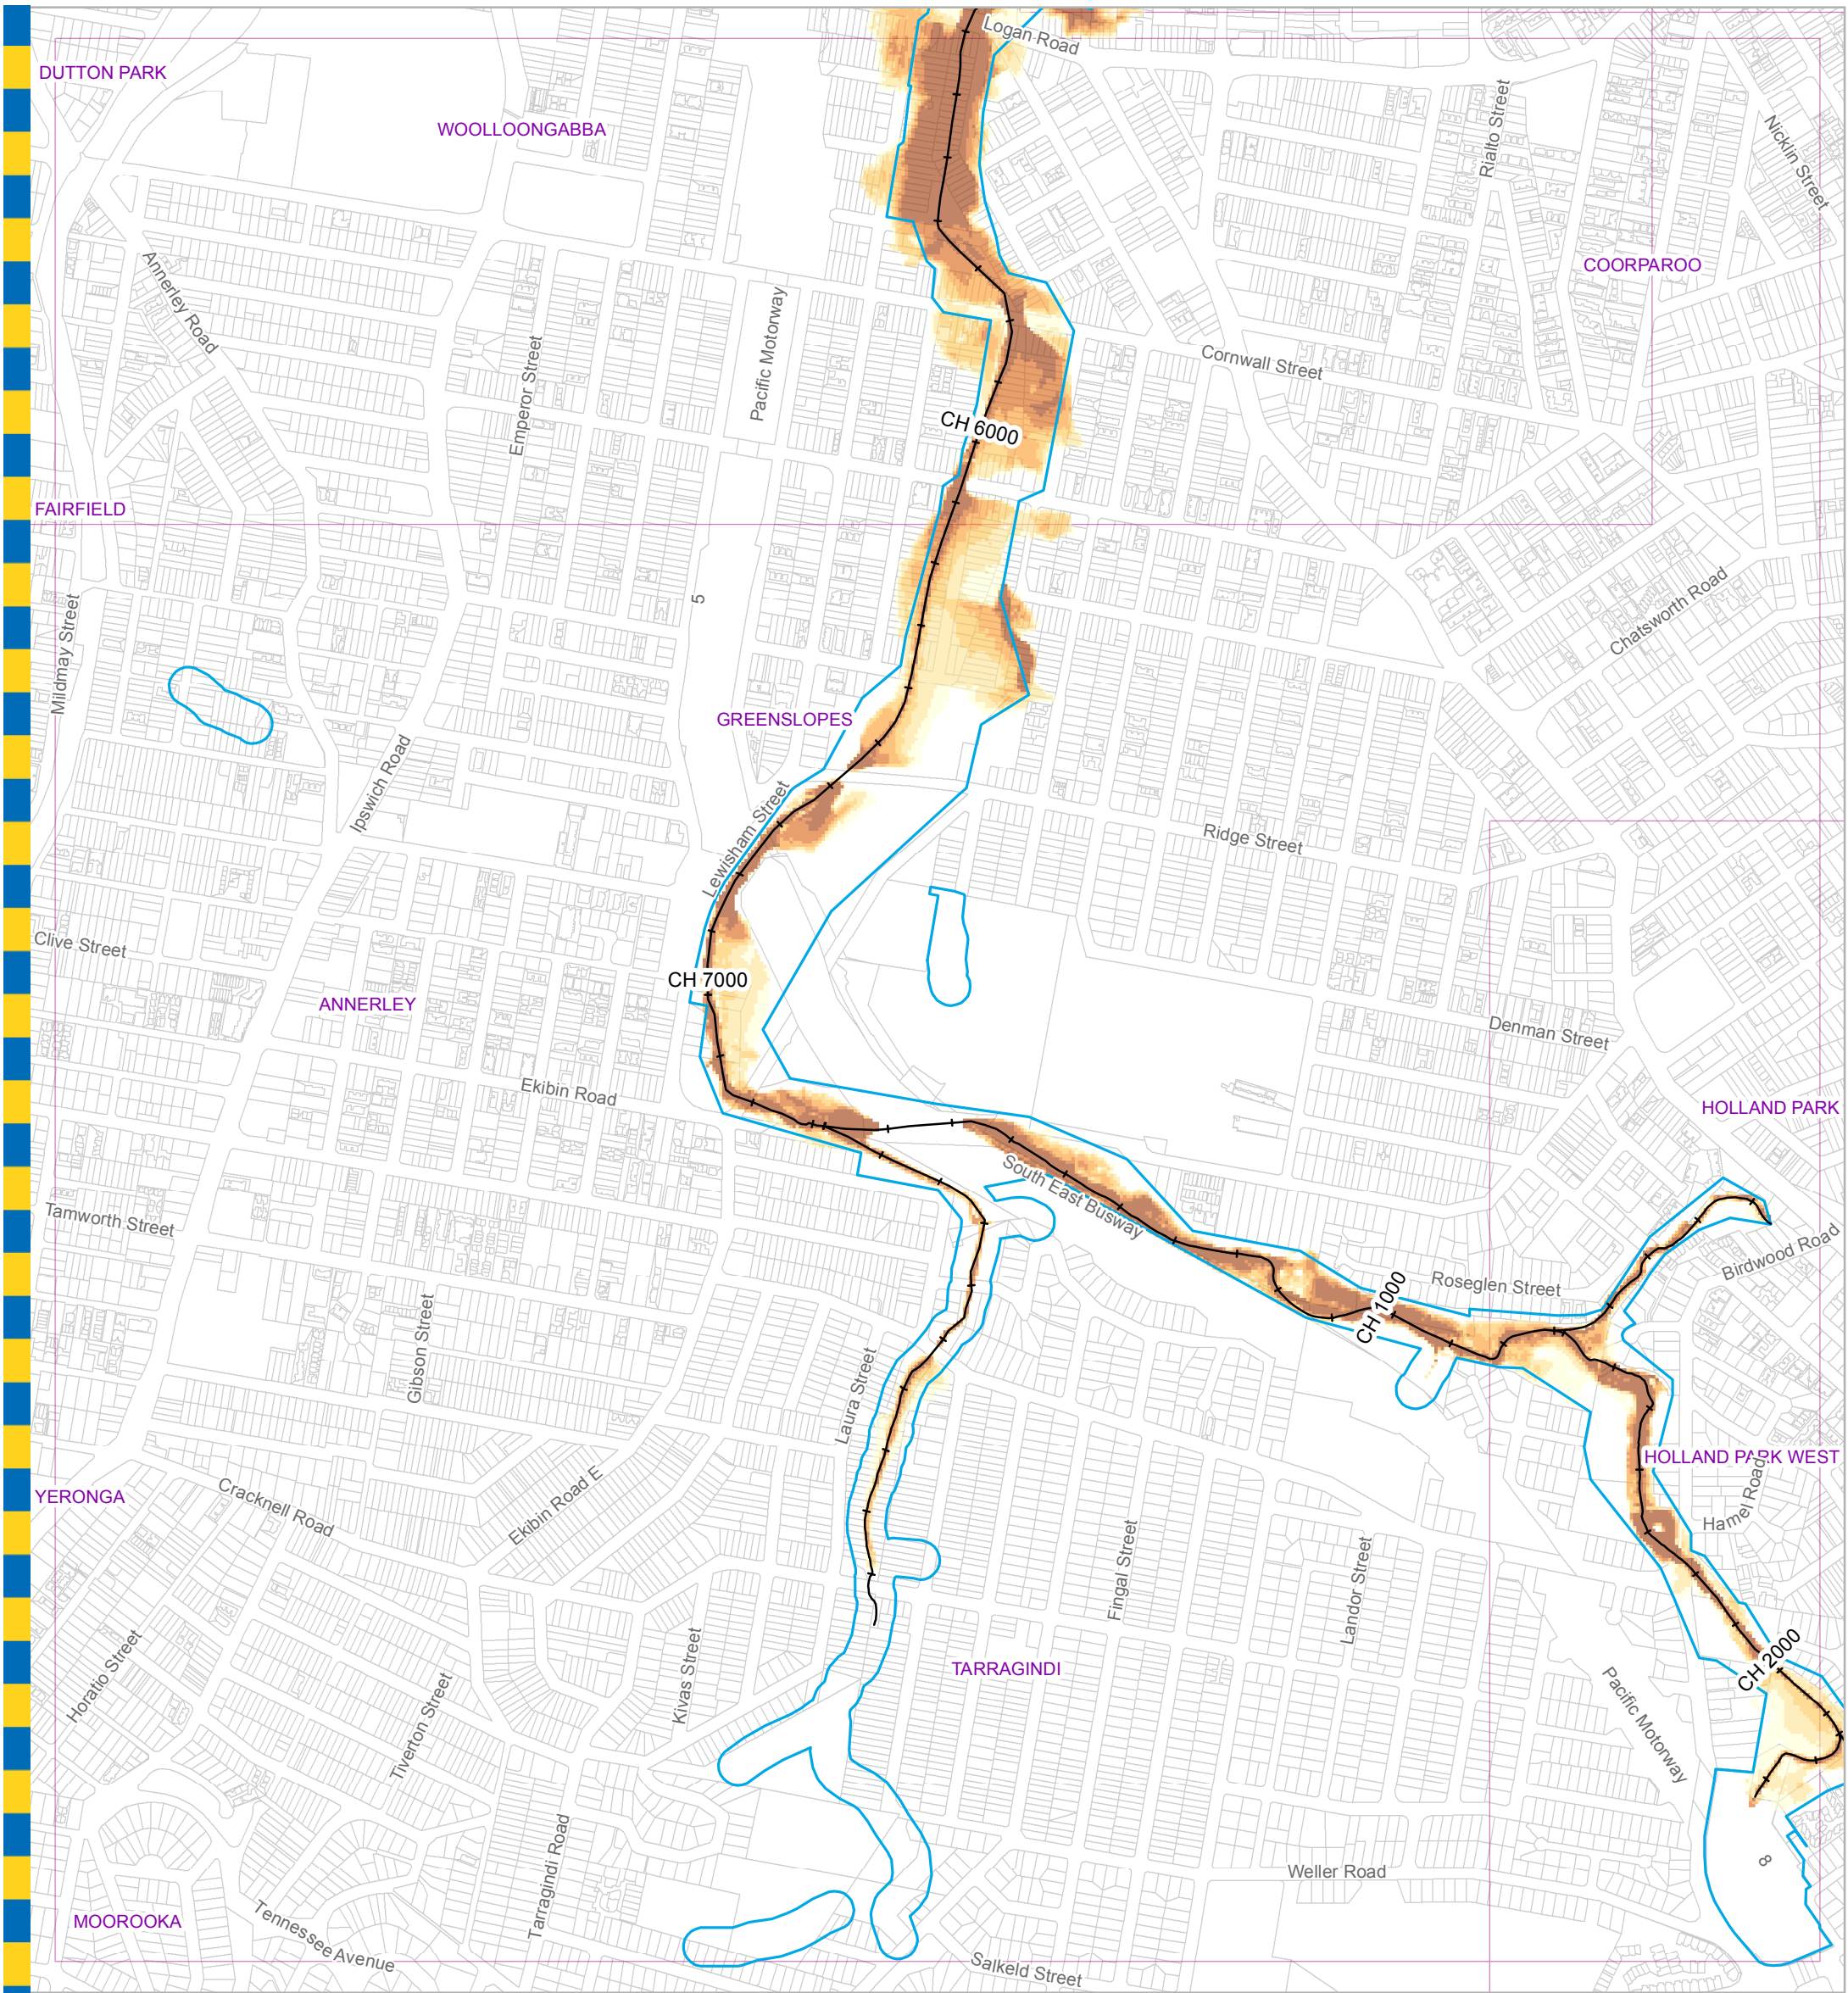 Logan Road
DUTTON PARK
WOOLLOONGABBA
Rialto Street
Nicklin Street
COORPAROO
Annerley Road
Pacific Motorway
Emperor Street
Cornwall Street
CH 6000
FAIRFIELD
5
Chatsworth Road
Mildmay Street
GREENSLOPES
Ipswich Road
Lewisham Street
Ridge Street
Clive Street
CH 7000
ANNERLEY
Denman Street
Ekibin Road
HOLLAND PARK
South East Busway
Tamworth Street
Birdwood Road
Roseglen Street
CH 1000
Gibson Street
Laura Street
HOLLAND PARK WEST
YERONGA
Cracknell Road
Ekibin Road E
Hamel Road
Fingal Street
Landor Street
Horatio Street
Kivas Street
TARRAGINDI
CH 2000
Tiverton Street
Pacific Motorway
Tarragindi Road
Weller Road
8
MOOROOKA
Tennessee Avenue
Salkeld Street